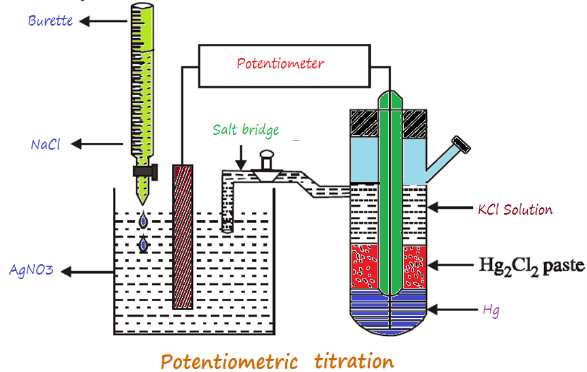 Burette
Potentiometer
Salt bridge
NaCl
KCl Solution
AgNO3
Hg2Cl2 paste
Hg
Potentiometric titration